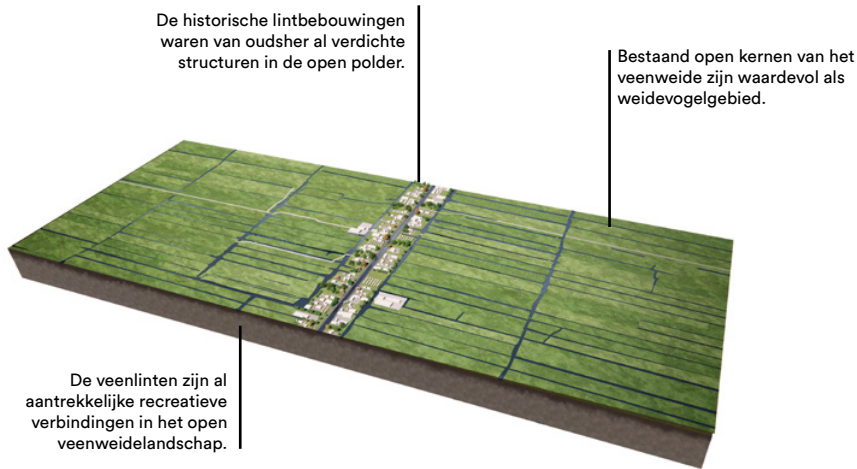 De historische lintbebouwingen
waren van oudsher al verdichte
structuren in de open polder.
Bestaand open kernen van het
veenweide zijn waardevol als
weidevogelgebied.
De veenlinten zijn al
aantrekkelijke recreatieve
verbindingen in het open
veenweidelandschap.